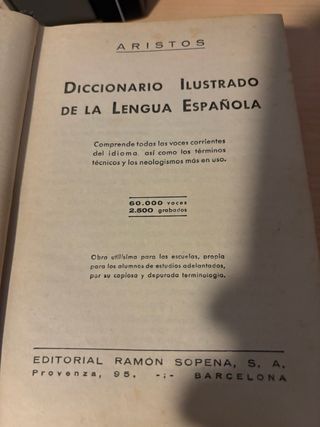 ARISTOS
DICCIONARIO ILUSTRADO
DE LA LENGUA ESPAÑOLA
Comprende todas las voces corrientes
del idioma así como los términos
técnicos y los neologismos más en uso.
60.000 voces
2.500 grabados
Obra utilísima para las escuelas, propia
para los alumnos de estudios adelantados,
por su copiosa y depurada terminología.
EDITORIAL RAMÓN SOPENA, S. A.
Provenza, 95. -:- BARCELONA